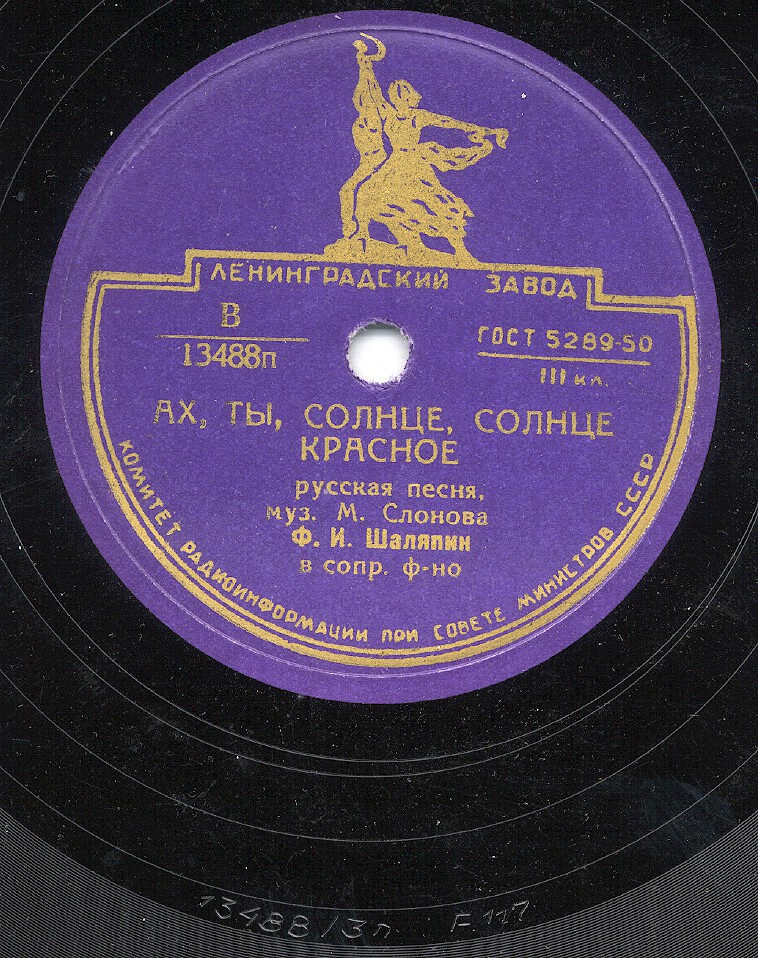 ЛЕНИНГРАДСКИЙ ЗАВОД
В
13488п
ГОСТ 5289-50
III кл.
АХ, ТЫ, СОЛНЦЕ, СОЛНЦЕ
КРАСНОЕ
русская песня,
муз. М. Слонова
Ф. И. Шаляпин
в сопр. ф-но
КОМИТЕТ РАДИОИНФОРМАЦИИ ПРИ СОВЕТЕ МИНИСТРОВ СССР
13488/3п F.117